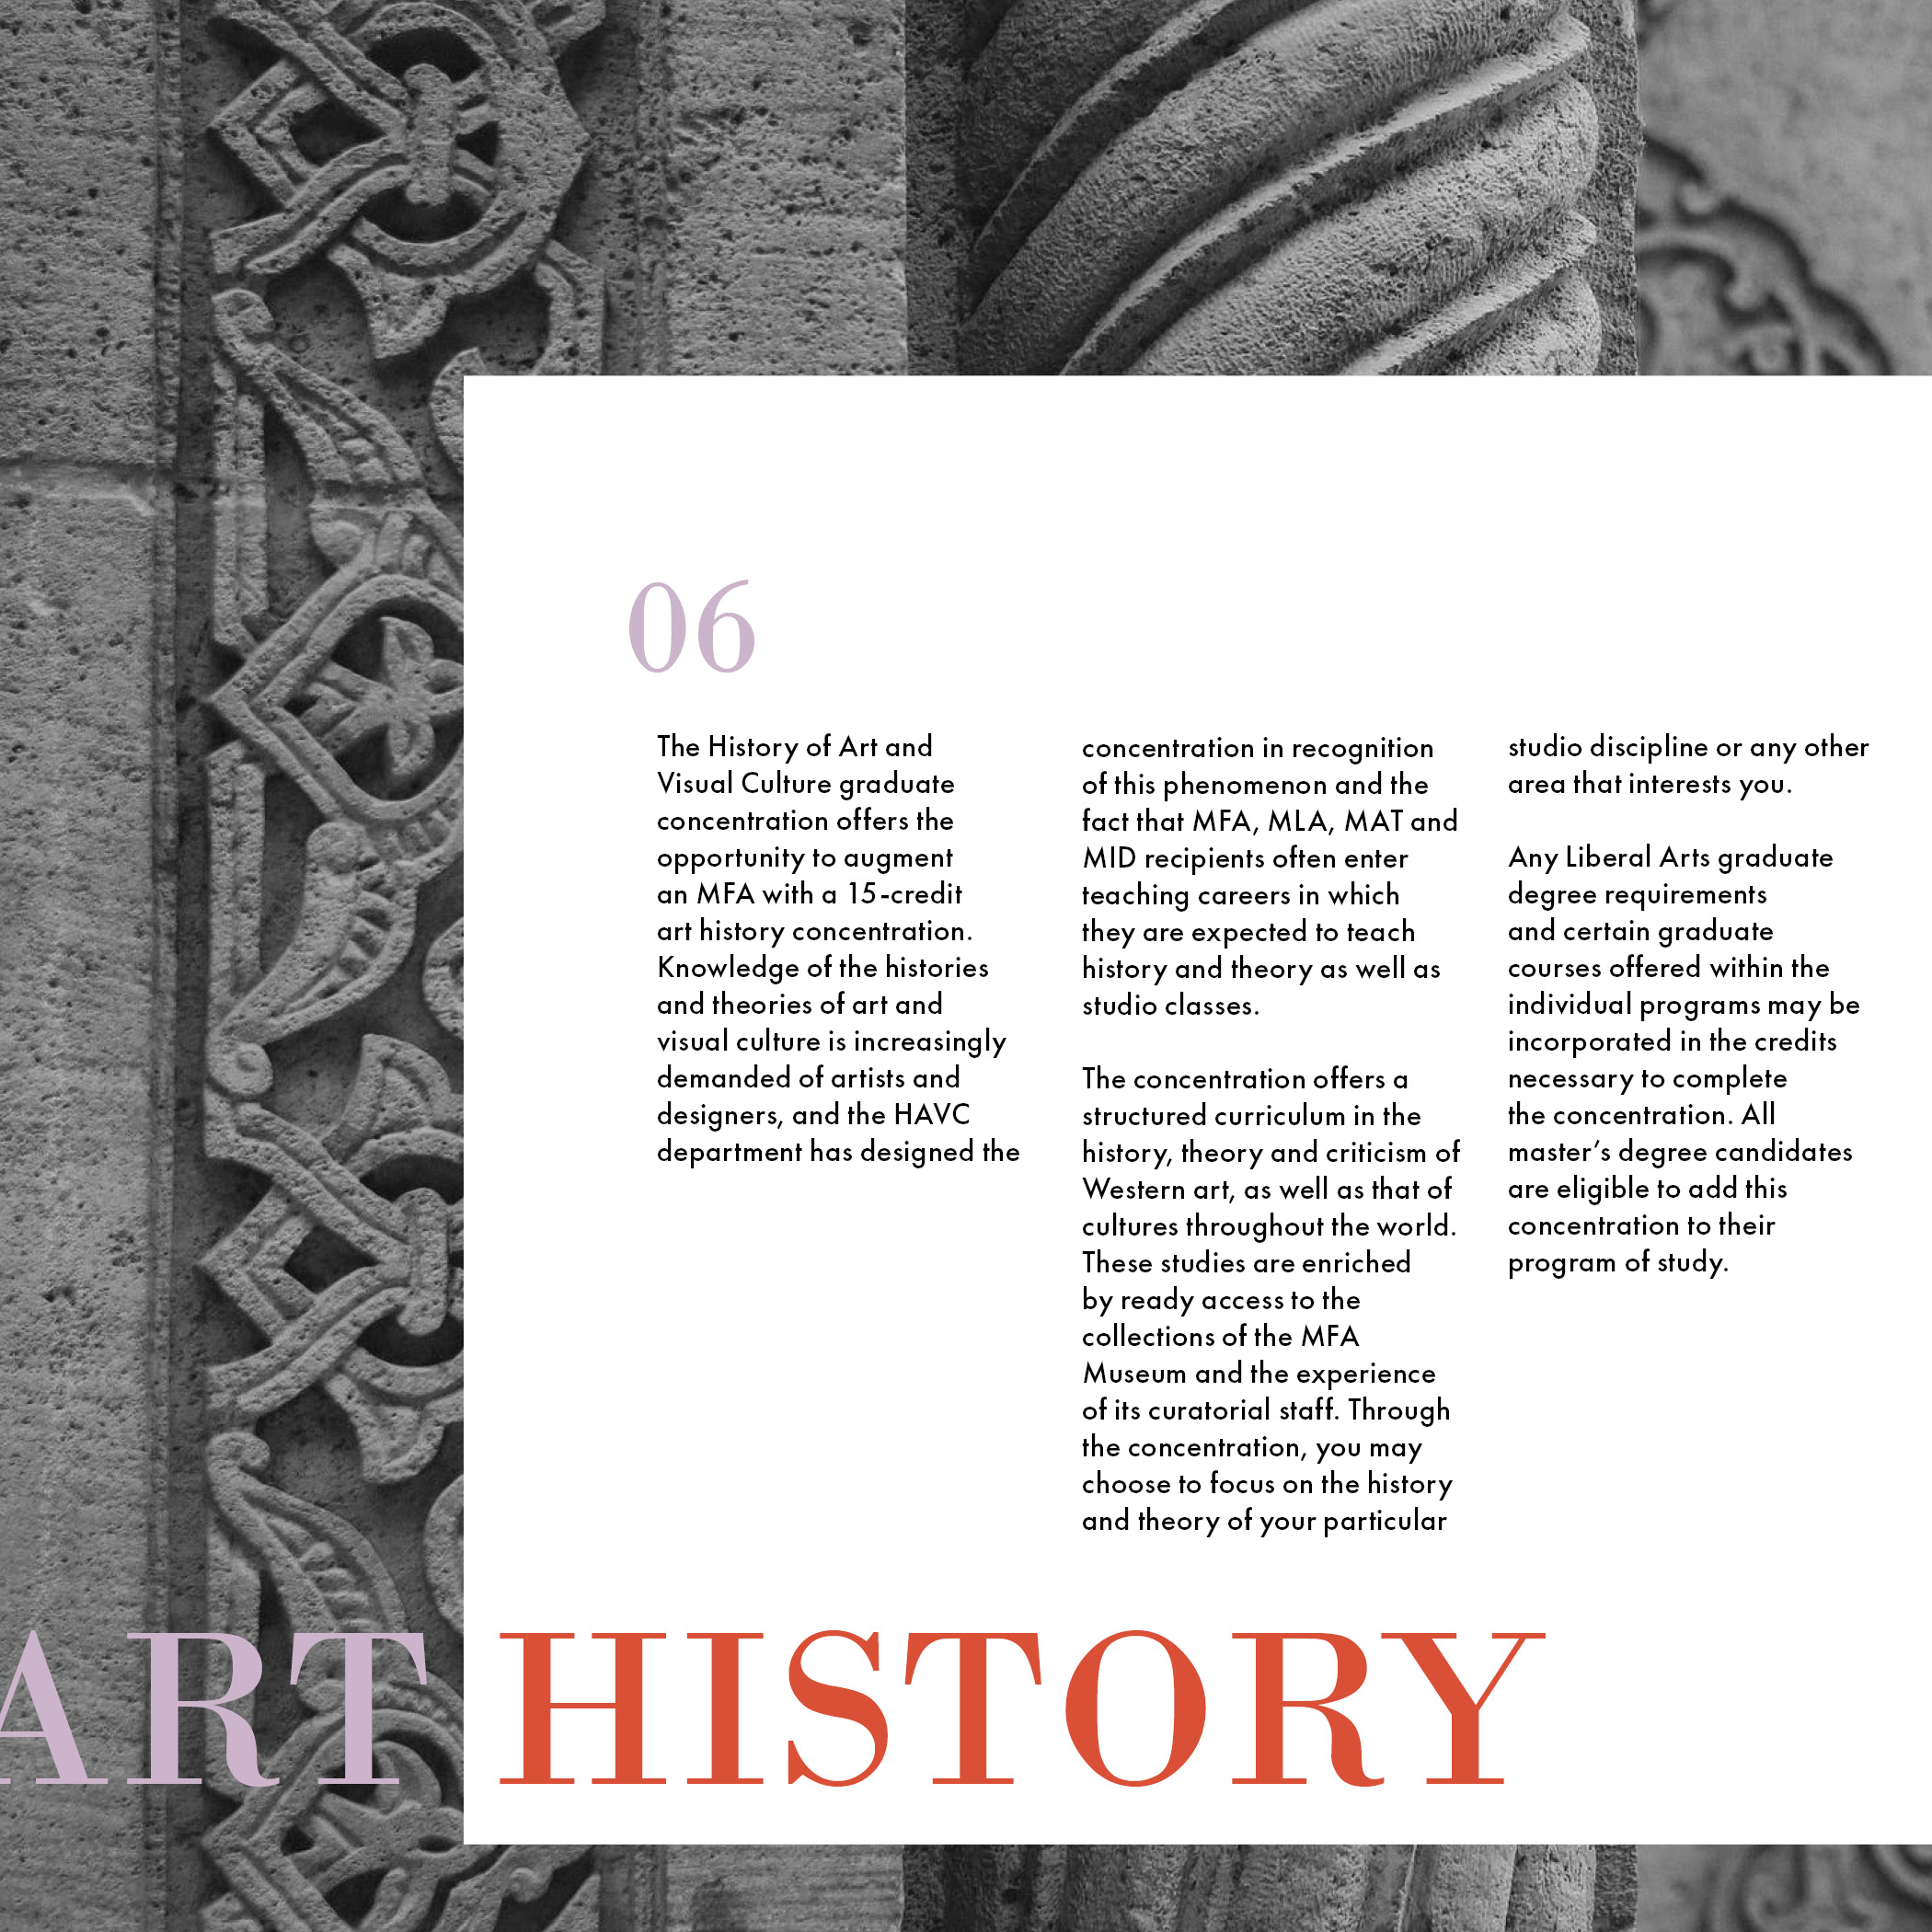 06
The History of Art and
Visual Culture graduate
concentration offers the
opportunity to augment
an MFA with a 15-credit
art history concentration.
Knowledge of the histories
and theories of art and
visual culture is increasingly
demanded of artists and
designers, and the HAVC
department has designed the
concentration in recognition
of this phenomenon and the
fact that MFA, MLA, MAT and
MID recipients often enter
teaching careers in which
they are expected to teach
history and theory as well as
studio classes.
The concentration offers a
structured curriculum in the
history, theory and criticism of
Western art, as well as that of
cultures throughout the world.
These studies are enriched
by ready access to the
collections of the MFA
Museum and the experience
of its curatorial staff. Through
the concentration, you may
choose to focus on the history
and theory of your particular
studio discipline or any other
area that interests you.
Any Liberal Arts graduate
degree requirements
and certain graduate
courses offered within the
individual programs may be
incorporated in the credits
necessary to complete
the concentration. All
master’s degree candidates
are eligible to add this
concentration to their
program of study.
ART HISTORY